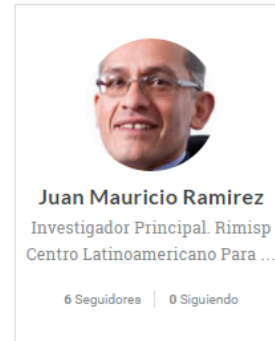 Juan Mauricio Ramirez
Investigador Principal. Rimisp
Centro Latinoamericano Para ...
6 Seguidores | 0 Siguiendo